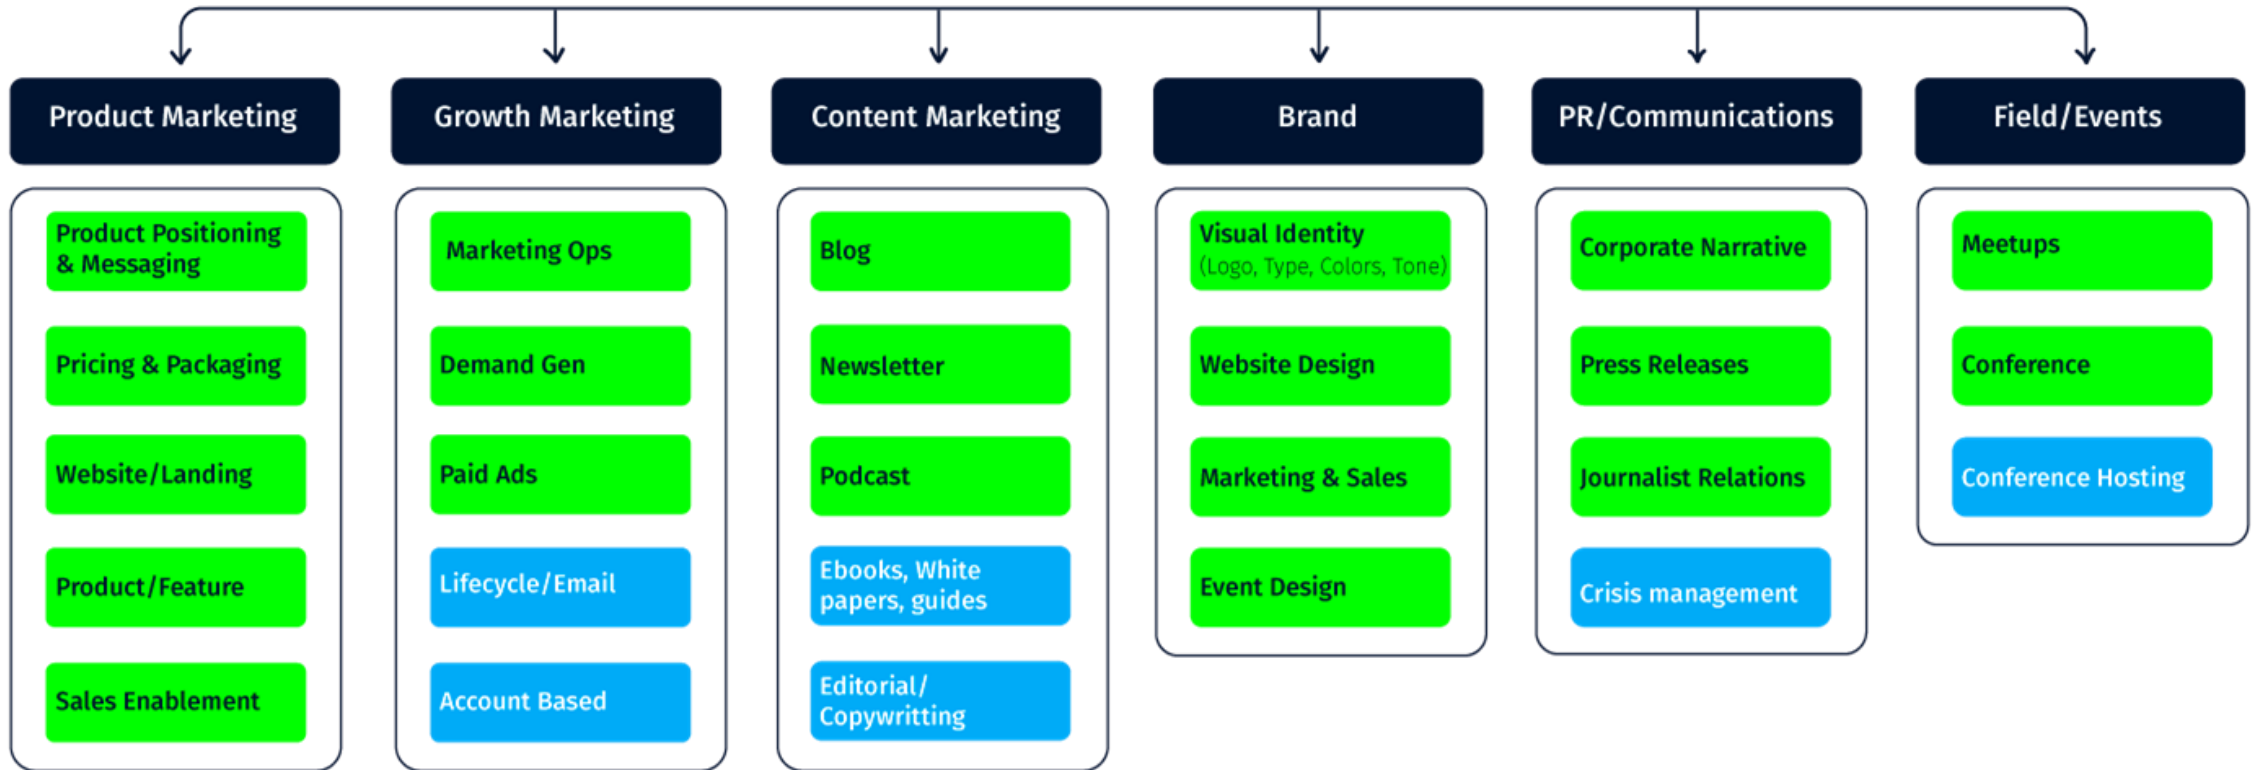 Product Marketing
Product Positioning
& Messaging
Pricing & Packaging
Website/Landing
Product/Feature
Sales Enablement
Growth Marketing
Marketing Ops
Demand Gen
Paid Ads
Lifecycle/Email
Account Based
Content Marketing
Blog
Newsletter
Podcast
Ebooks, White
papers, guides
Editorial/
Copywritting
Brand
Visual Identity
(Logo, Type, Colors, Tone)
Website Design
Marketing & Sales
Event Design
PR/Communications
Corporate Narrative
Press Releases
Journalist Relations
Crisis management
Field/Events
Meetups
Conference
Conference Hosting